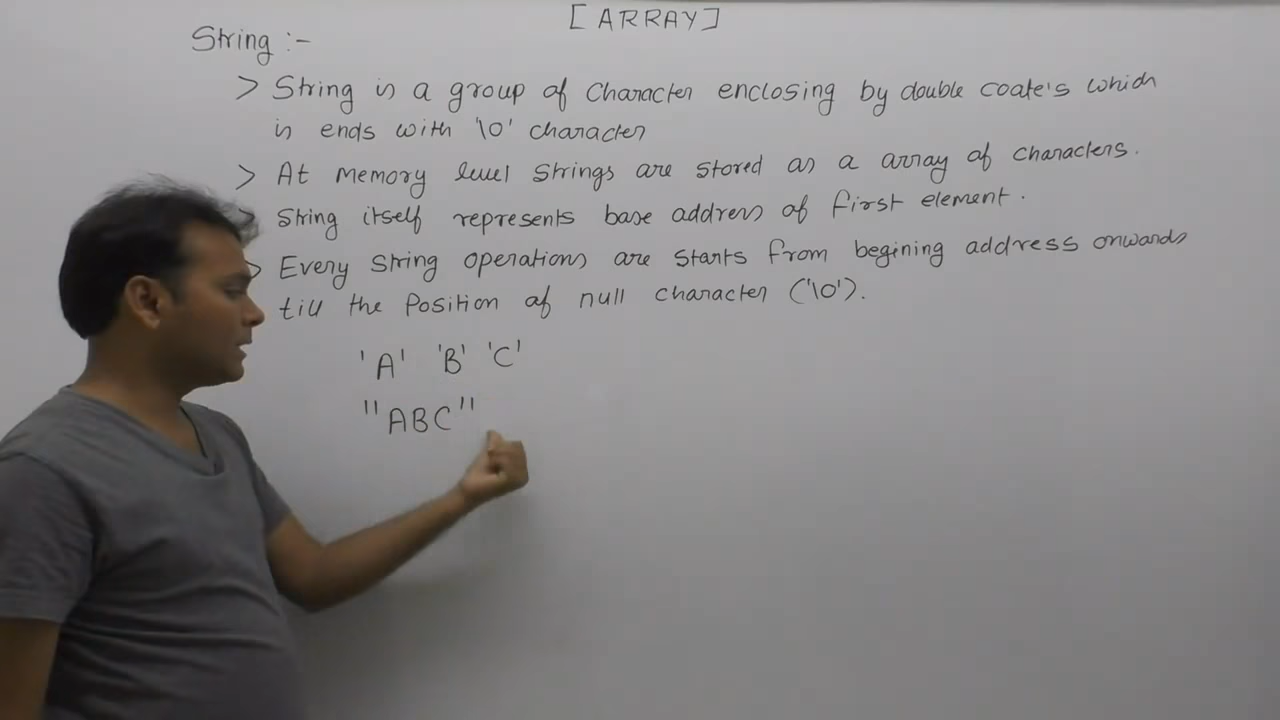 [ARRAY]
String :-
> String is a group of character enclosing by double coate's which
is ends with '\0' character
> At memory level strings are stored as a array of characters.
> String itself represents base address of first element.
> Every string operations are starts from begining address onwards
till the position of null character ('\0').
'A' 'B' 'C'
"ABC"